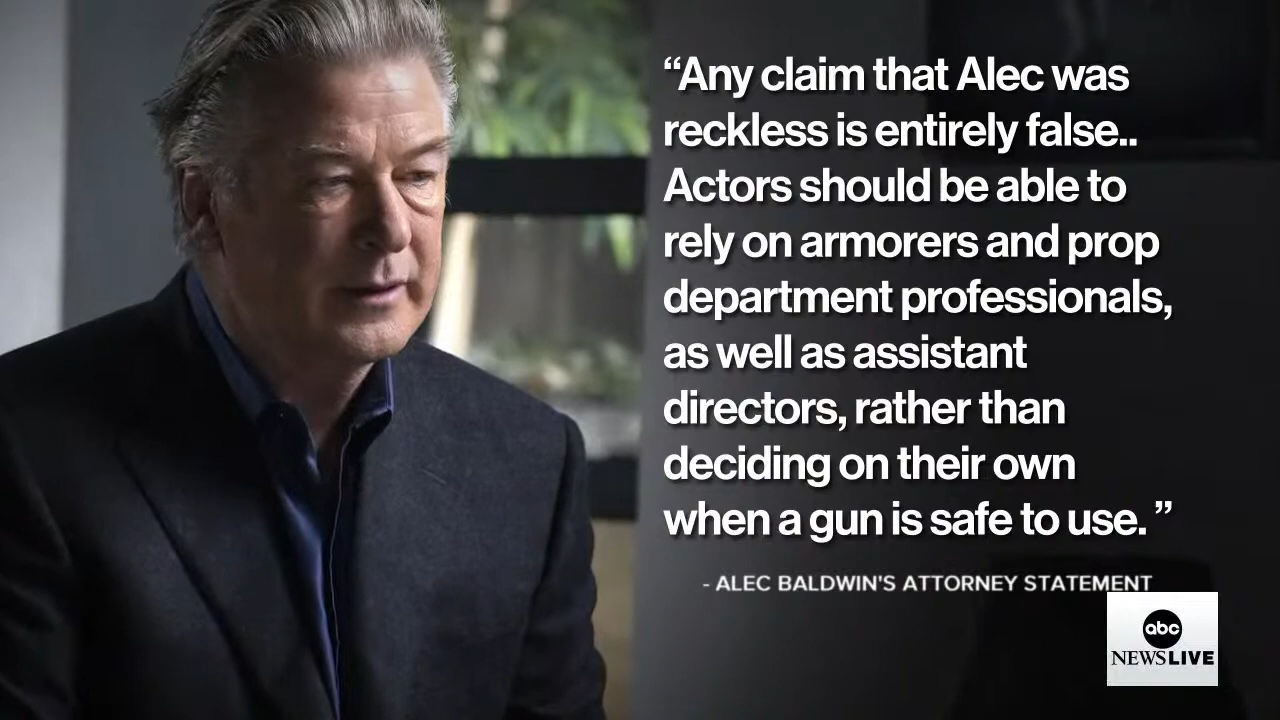 “Any claim that Alec was
reckless is entirely false..
Actors should be able to
rely on armorers and prop
department professionals,
as well as assistant
directors, rather than
deciding on their own
when a gun is safe to use. ”
- ALEC BALDWIN'S ATTORNEY STATEMENT
abc
NEWS LIVE